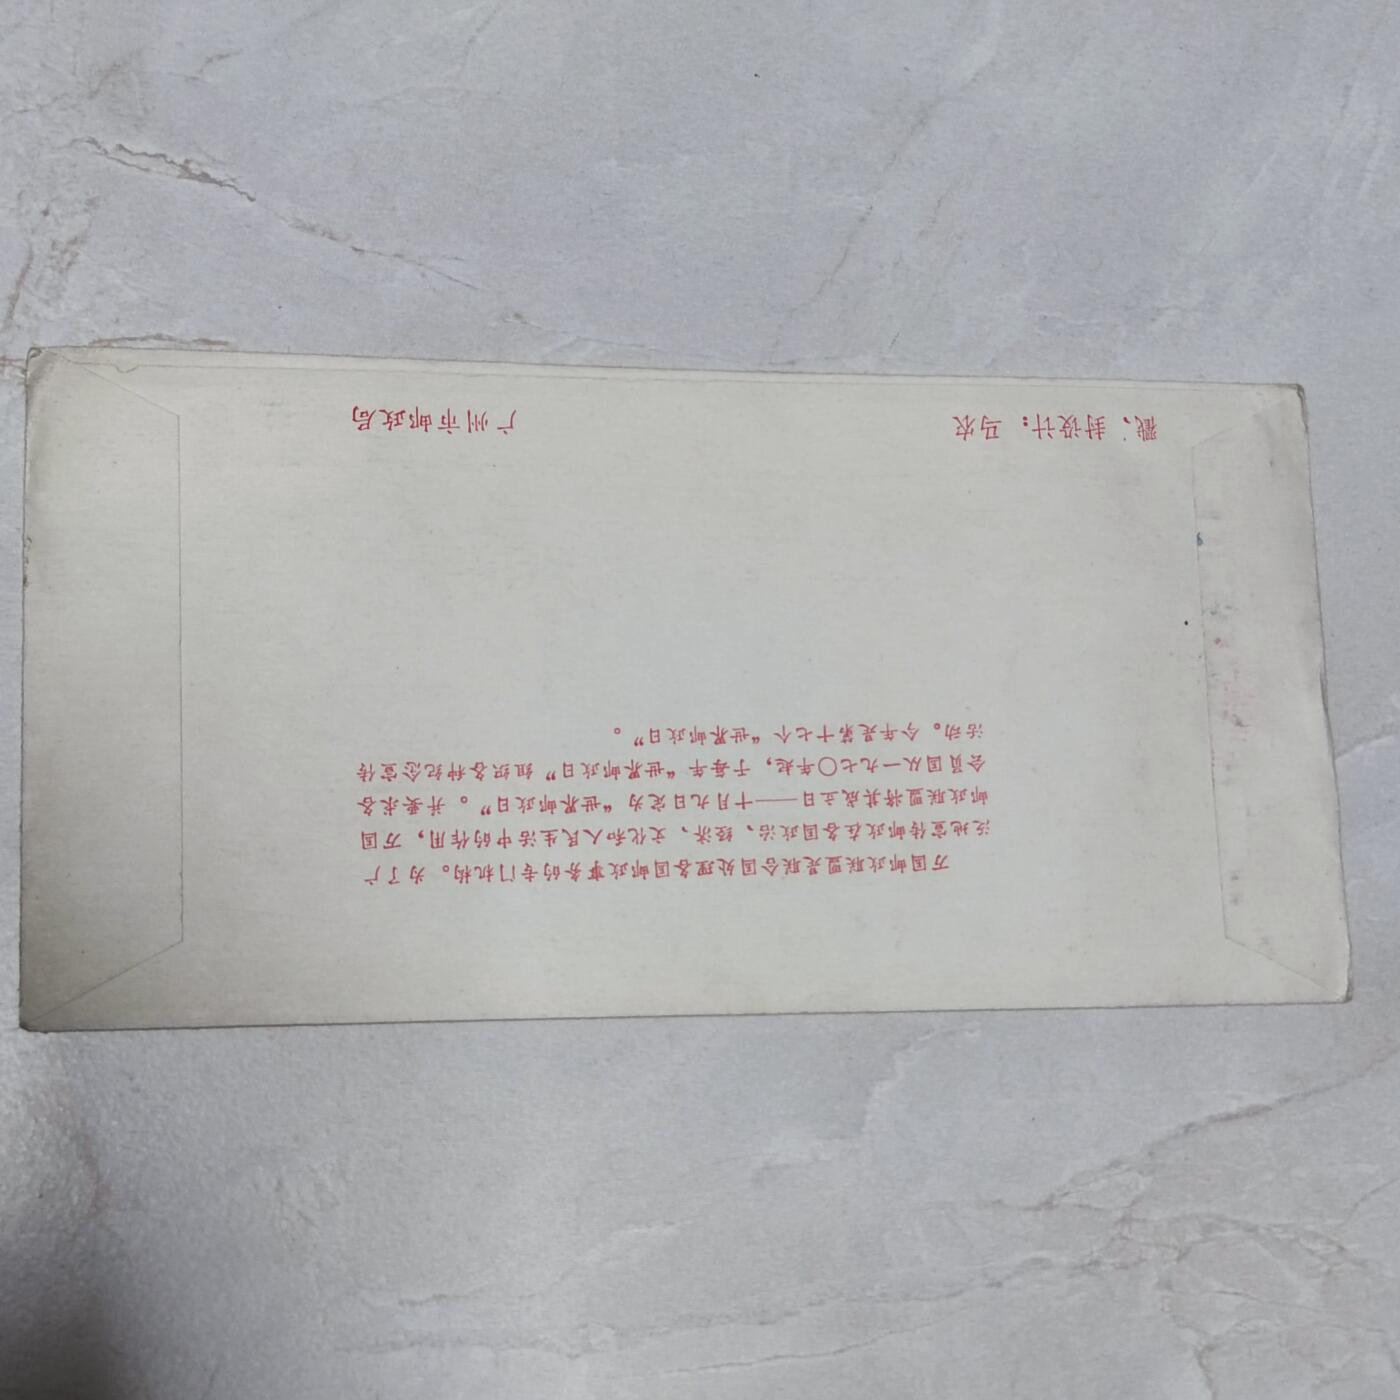 万国邮政联盟是联合国处理各国邮政事务的专门机构。为了广
泛地宣传邮政在各国政治、经济、文化和人民生活中的作用，万国
邮政联盟将其成立日——十月九日定为“世界邮政日”。并要求各
会员国从一九七〇年起，于每年“世界邮政日”组织各种纪念宣传
活动。今年是第十七个“世界邮政日”。
戳、封设计：马农
广州市邮政局